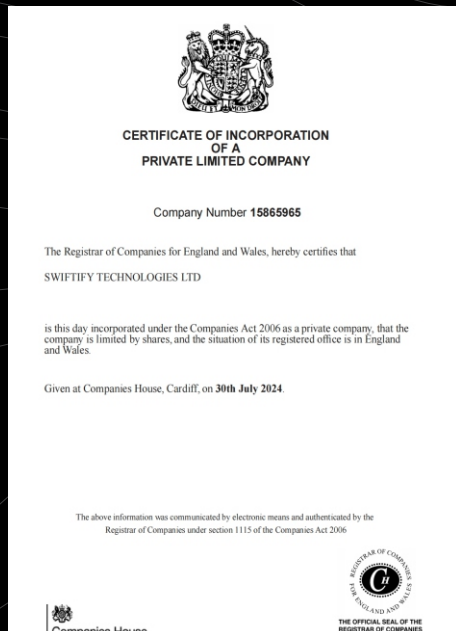 CERTIFICATE OF INCORPORATION
OF A
PRIVATE LIMITED COMPANY
Company Number 15865965
The Registrar of Companies for England and Wales, hereby certifies that
SWIFTIFY TECHNOLOGIES LTD
is this day incorporated under the Companies Act 2006 as a private company, that the
company is limited by shares, and the situation of its registered office is in England
and Wales.
Given at Companies House, Cardiff, on 30th July 2024.
The above information was communicated by electronic means and authenticated by the
Registrar of Companies under section 1115 of the Companies Act 2006
REGISTRAR OF COMPANIES
FOR ENGLAND AND WALES
CH
THE OFFICIAL SEAL OF THE
REGISTRAR OF COMPANIES
Companies House